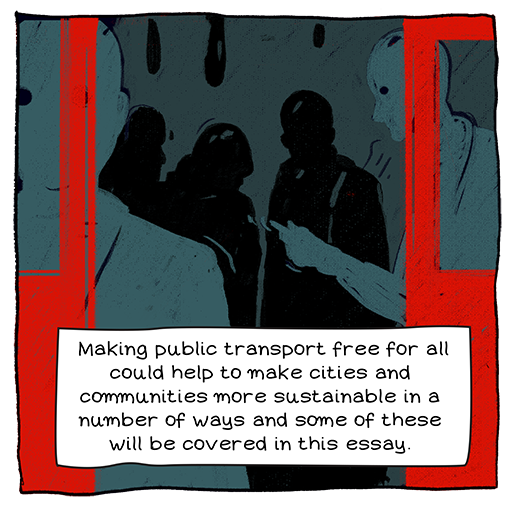 Making public transport free for all
could help to make cities and
communities more sustainable in a
number of ways and some of these
will be covered in this essay.